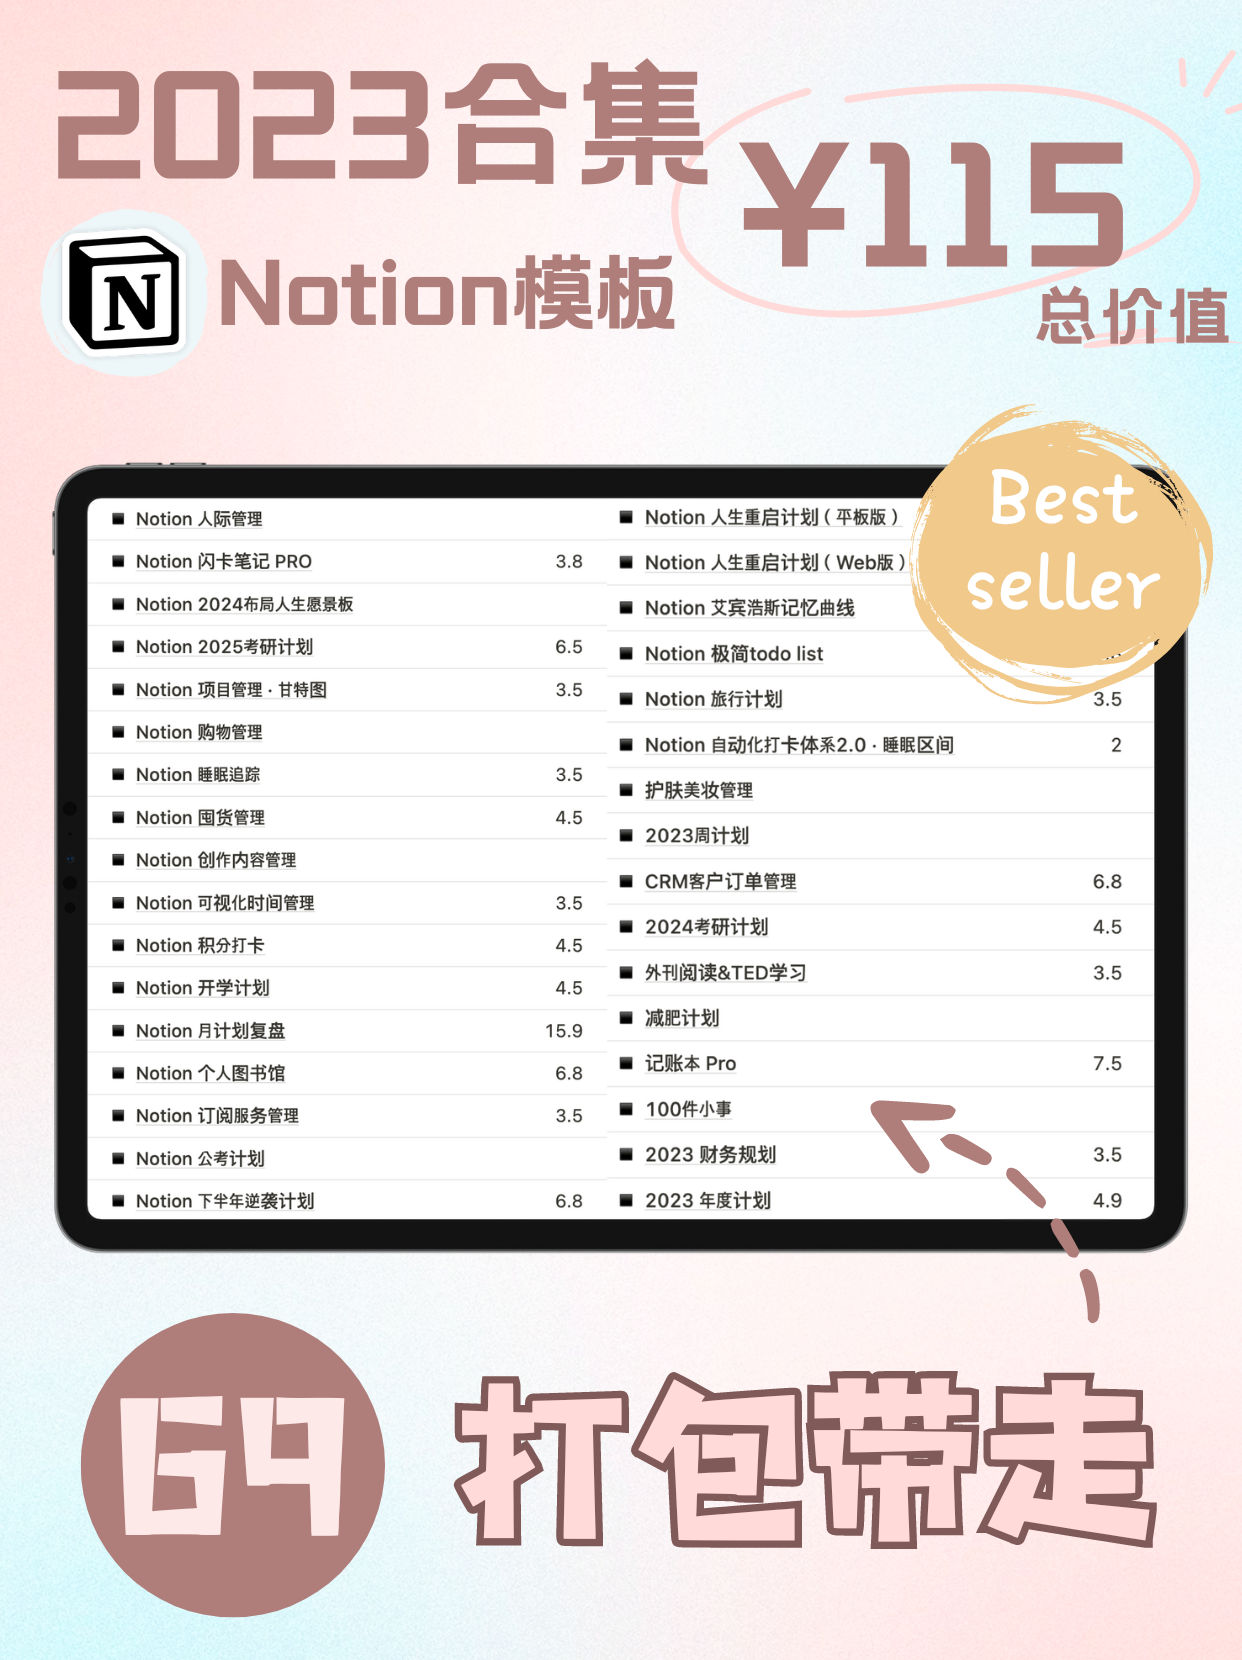 2023合集
¥115
总价值
N
Notion模板
Best
seller
Notion 人际管理
Notion 闪卡笔记 PRO 3.8
Notion 2024布局人生愿景板
Notion 2025考研计划 6.5
Notion 项目管理 · 甘特图 3.5
Notion 购物管理
Notion 睡眠追踪 3.5
Notion 囤货管理 4.5
Notion 创作内容管理
Notion 可视化时间管理 3.5
Notion 积分打卡 4.5
Notion 开学计划 4.5
Notion 月计划复盘 15.9
Notion 个人图书馆 6.8
Notion 订阅服务管理 3.5
Notion 公考计划
Notion 下半年逆袭计划 6.8
Notion 人生重启计划（平板版）
Notion 人生重启计划（Web版）
Notion 艾宾浩斯记忆曲线
Notion 极简todo list
Notion 旅行计划 3.5
Notion 自动化打卡体系2.0 · 睡眠区间 2
护肤美妆管理
2023周计划
CRM客户订单管理 6.8
2024考研计划 4.5
外刊阅读&TED学习 3.5
减肥计划
记账本 Pro 7.5
100件小事
2023 财务规划 3.5
2023 年度计划 4.9
69
打包带走